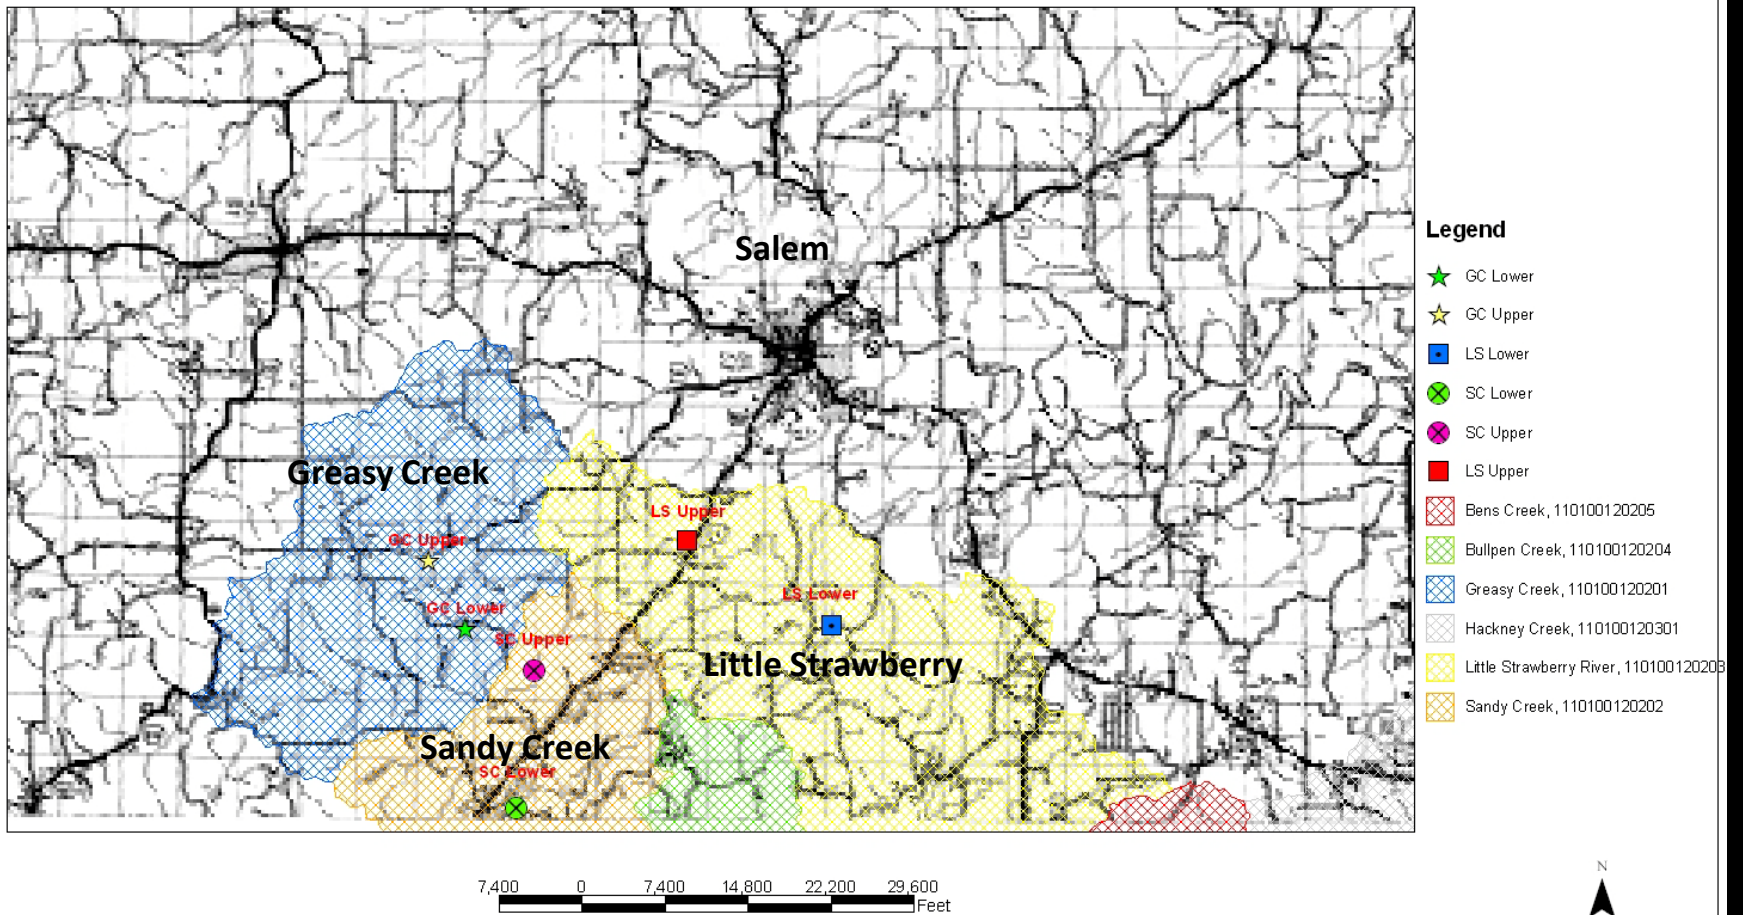 Salem
Greasy Creek
LS Upper
GC Upper
LS Lower
GC Lower
SC Upper
Little Strawberry
Sandy Creek
SC Lower
Legend
GC Lower
GC Upper
LS Lower
SC Lower
SC Upper
LS Upper
Bens Creek, 110100120205
Bullpen Creek, 110100120204
Greasy Creek, 110100120201
Hackney Creek, 110100120301
Little Strawberry River, 110100120203
Sandy Creek, 110100120202
N
7,400 0 7,400 14,800 22,200 29,600
Feet